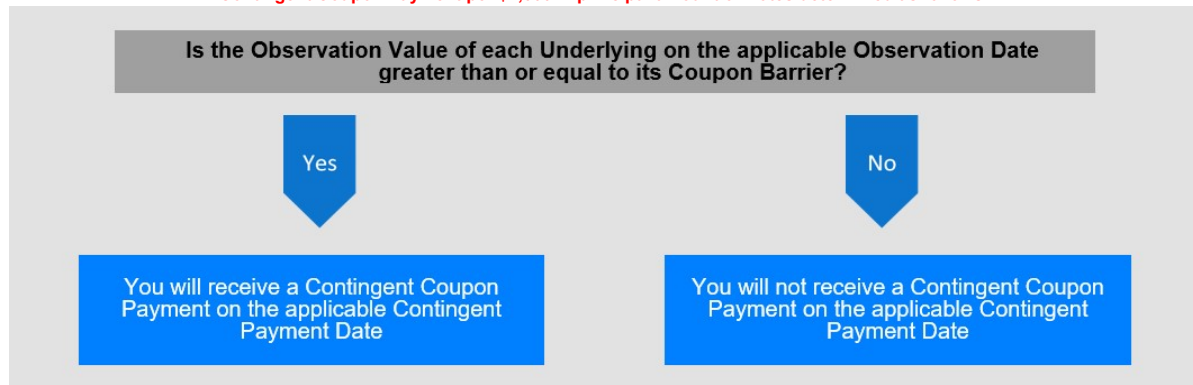 Is the Observation Value of each Underlying on the applicable Observation Date
greater than or equal to its Coupon Barrier?
Yes
No
You will receive a Contingent Coupon
Payment on the applicable Contingent
Payment Date
You will not receive a Contingent Coupon
Payment on the applicable Contingent
Payment Date